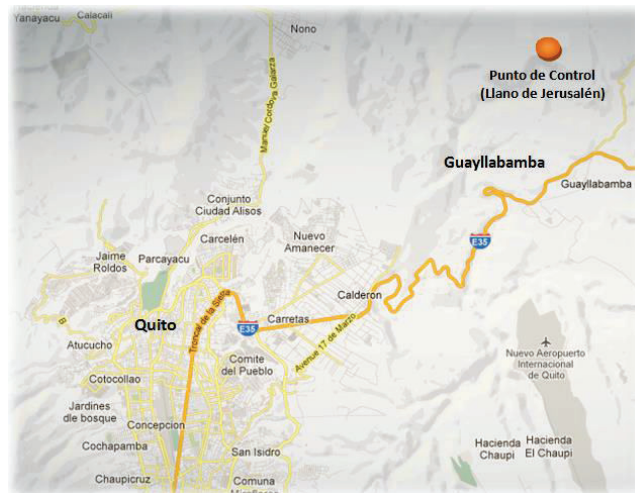 Calacali
Yanayacu
Nono
Punto de Control
(Llano de Jerusalén)
Manuel Cordova Galarza
Guayllabamba
Guayllabamba
Conjunto
Ciudad Alisos
Carcelén
Nuevo
Amanecer
E35
Jaime
Roldos
Parcayacu
Calderon
Troncal de la Sierra
Quito
E35
Carretas
Avenue 17 de Marzo
B
Atucucho
Comite
del Pueblo
Nuevo Aeropuerto
Internacional
de Quito
Cotocollao
Jardines
dle bosque
Concepcion
Cochapamba
San Isidro
Hacienda
Chaupi
Hacienda
El Chaupi
Chaupicruz
Comuna